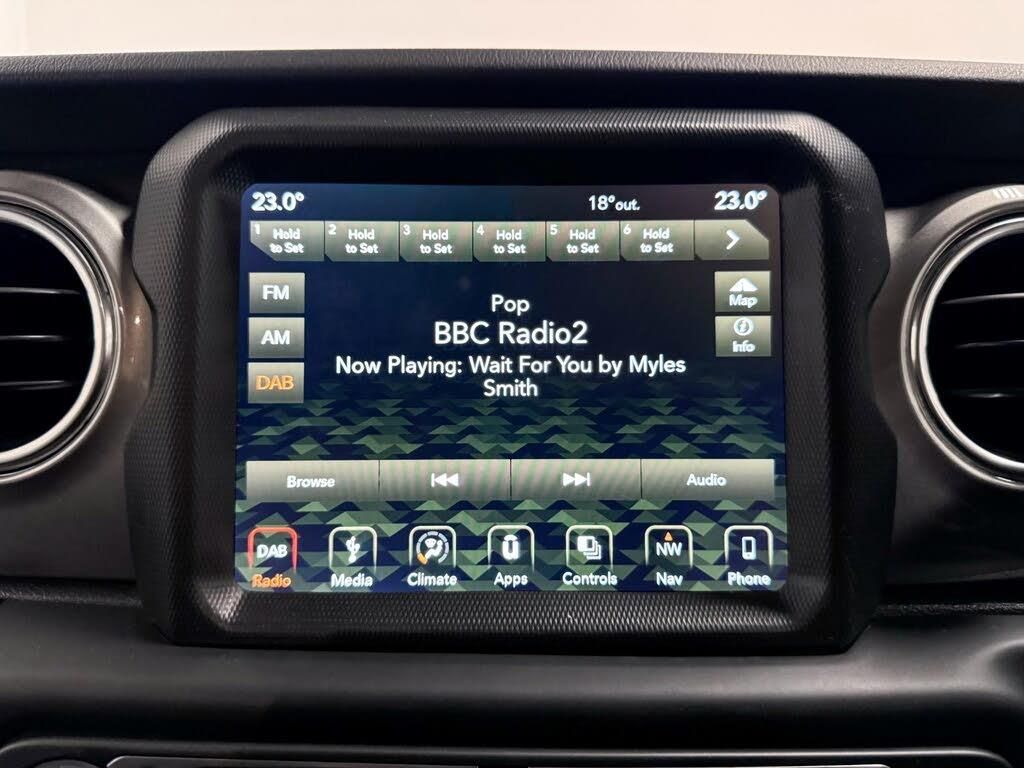 23.0° 18°out. 23.0°
1 Hold to Set
2 Hold to Set
3 Hold to Set
4 Hold to Set
5 Hold to Set
6 Hold to Set
FM
AM
DAB
Pop
BBC Radio2
Now Playing: Wait For You by Myles
Smith
Map
Info
Browse
Audio
DAB
Radio
Media
Climate
Apps
Controls
NW
Nav
Phone